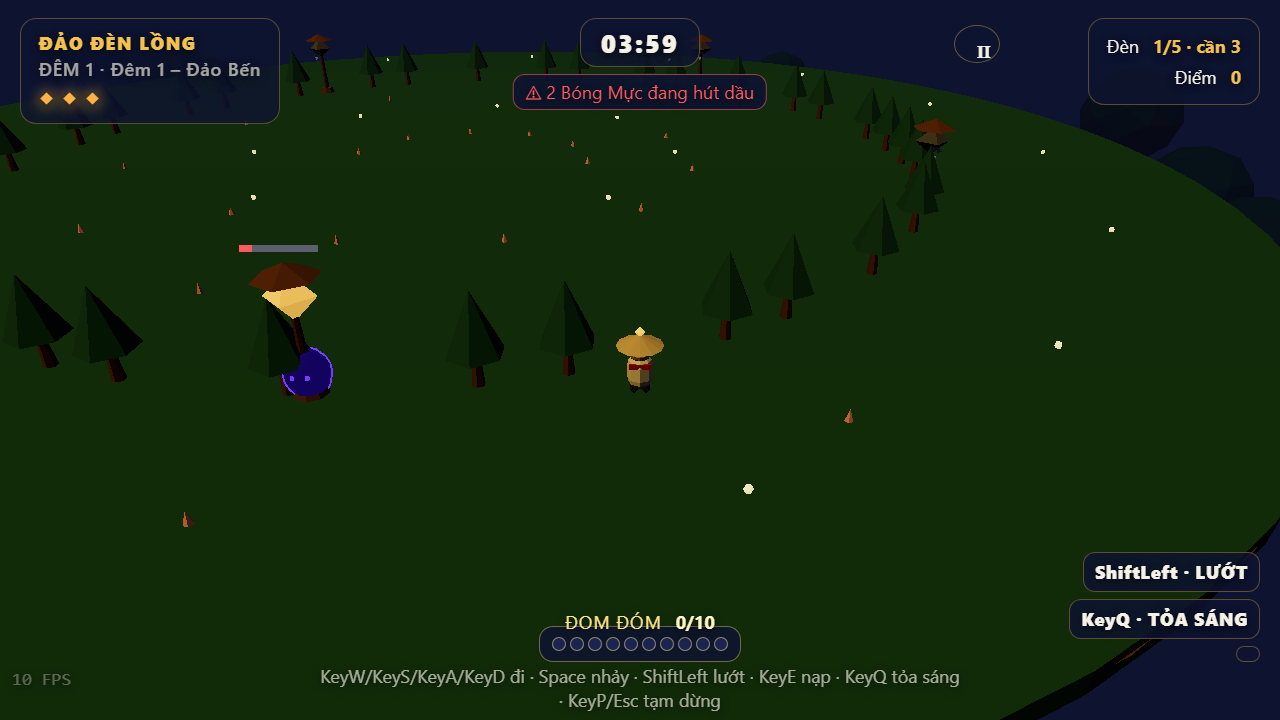 ĐẢO ĐÈN LỒNG
ĐÊM 1 · Đêm 1 – Đảo Bến
03:59
⚠ 2 Bóng Mực đang hút dầu
II
Đèn 1/5 · cần 3
Điểm 0
ShiftLeft · LƯỚT
KeyQ · TỎA SÁNG
ĐOM ĐÓM 0/10
KeyW/KeyS/KeyA/KeyD đi · Space nhảy · ShiftLeft lướt · KeyE nạp · KeyQ tỏa sáng
· KeyP/Esc tạm dừng
10 FPS